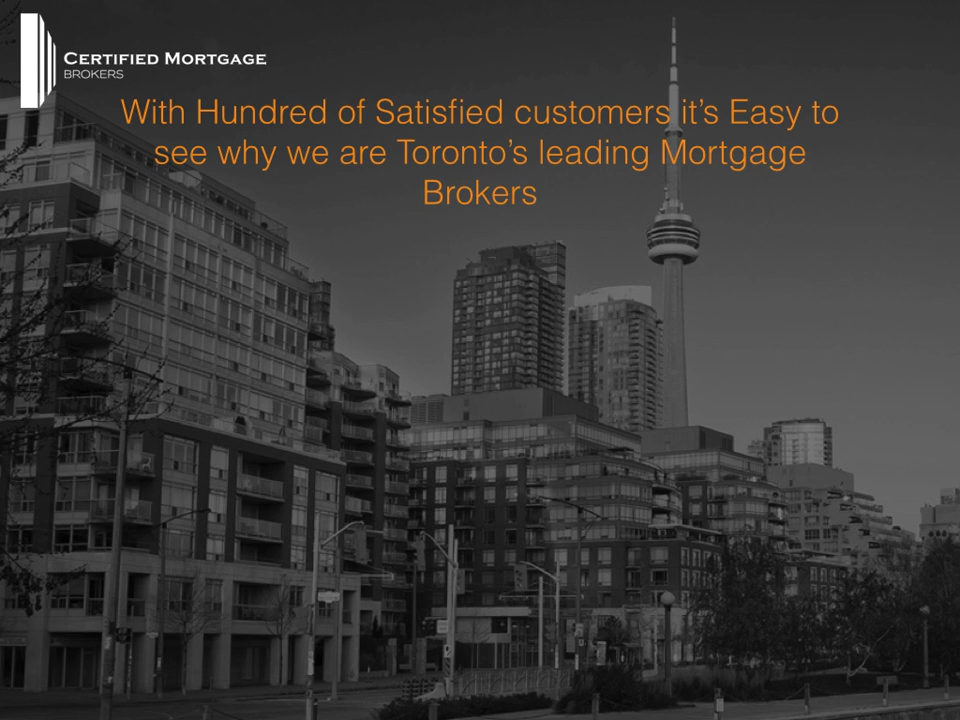 CERTIFIED MORTGAGE
BROKERS
With Hundred of Satisfied customers it's Easy to
see why we are Toronto's leading Mortgage
Brokers